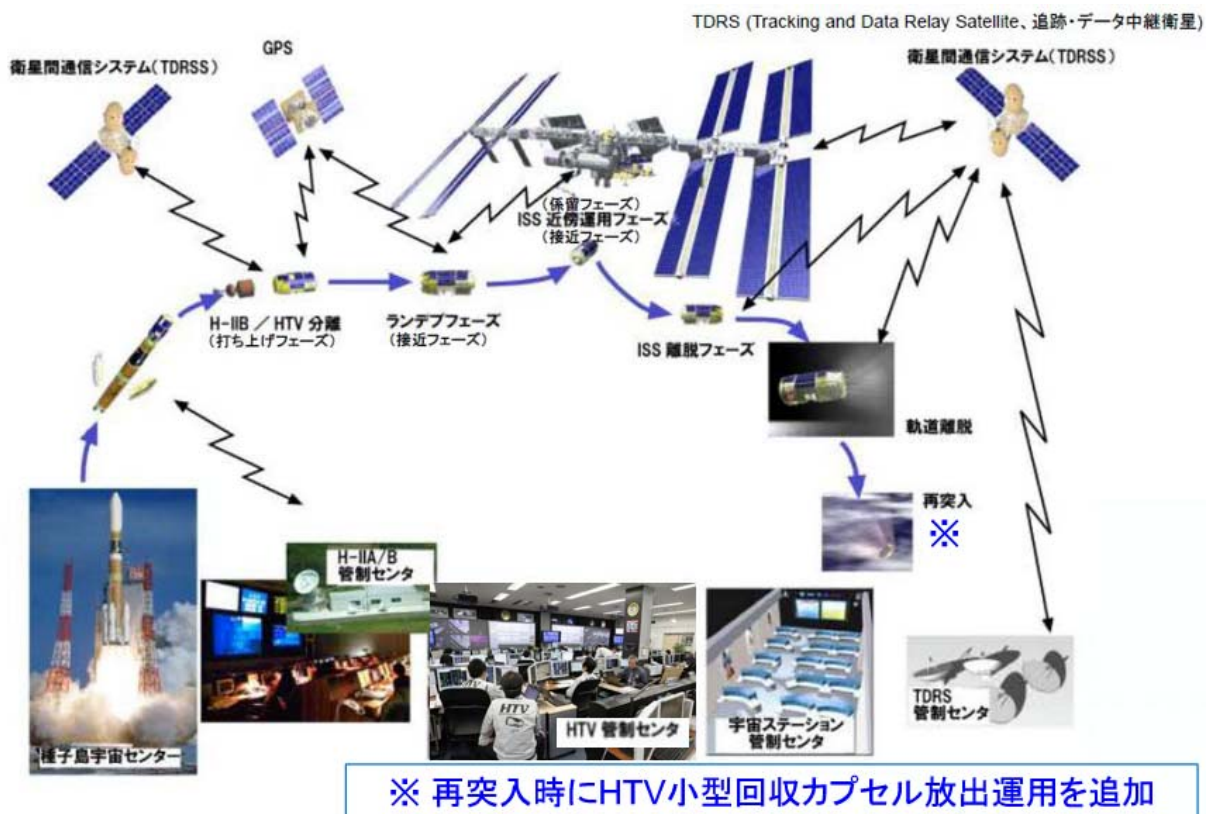 TDRS (Tracking and Data Relay Satellite、追跡・データ中継衛星)
GPS
衛星間通信システム(TDRSS)
衛星間通信システム(TDRSS)
(係留フェーズ)
ISS 近傍運用フェーズ
(接近フェーズ)
H-IIB / HTV 分離
(打ち上げフェーズ)
ランデブフェーズ
(接近フェーズ)
ISS 離脱フェーズ
軌道離脱
再突入
※
H-IIA/B
管制センタ
HTV
HTV 管制センタ
宇宙ステーション
管制センタ
TDRS
管制センタ
種子島宇宙センター
※ 再突入時にHTV小型回収カプセル放出運用を追加